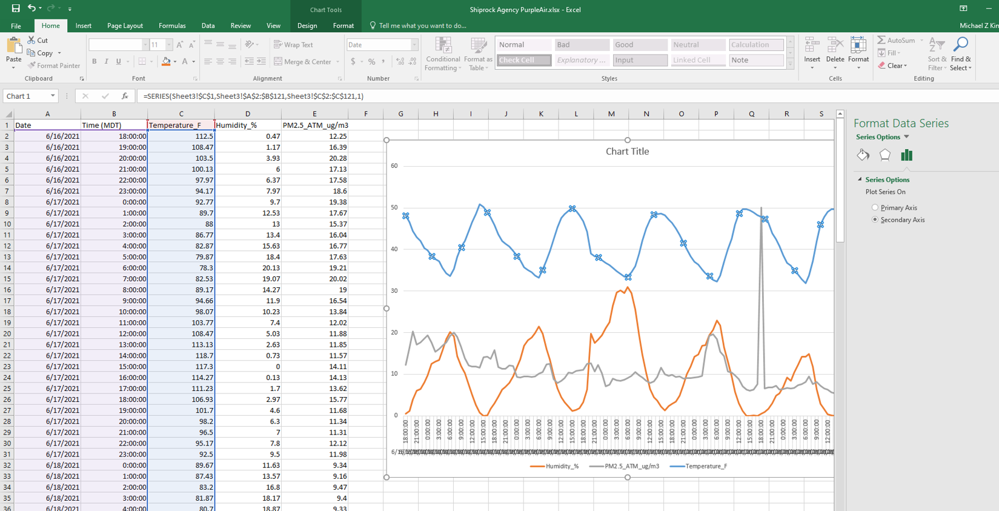 Chart Tools
Shiprock Agency PurpleAir.xlsx - Excel
File Home Insert Page Layout Formulas Data Review View Design Format Tell me what you want to do... Michael Z Kin
Paste
Cut
Copy
Format Painter
Clipboard
11
B I U
Font
Wrap Text
Merge & Center
Alignment
Date
$ % ,
Number
Conditional Formatting
Format as Table
Normal Bad Good Neutral Calculation
Check Cell Explanatory ... Input Linked Cell Note
Styles
Insert Delete Format
Cells
AutoSum
Fill
Clear
Sort & Filter
Find & Select
Editing
Chart 1
fx
=SERIES(Sheet3!$C$1,Sheet3!$A$2:$B$121,Sheet3!$C$2:$C$121,1)
A B C D E F G H I J K L M N O P Q R S
1 Date Time (MDT) Temperature_F Humidity_% PM2.5_ATM_ug/m3
2 6/16/2021 18:00:00 112.5 0.47 12.25
3 6/16/2021 19:00:00 108.47 1.17 16.39
4 6/16/2021 20:00:00 103.5 3.93 20.28
5 6/16/2021 21:00:00 100.13 6 17.13
6 6/16/2021 22:00:00 97.97 6.37 17.58
7 6/16/2021 23:00:00 94.17 7.97 18.6
8 6/17/2021 0:00:00 92.77 9.7 19.38
9 6/17/2021 1:00:00 89.7 12.53 17.67
10 6/17/2021 2:00:00 88 13 15.37
11 6/17/2021 3:00:00 86.77 13.4 16.04
12 6/17/2021 4:00:00 82.87 15.63 16.77
13 6/17/2021 5:00:00 79.87 18.4 17.63
14 6/17/2021 6:00:00 78.3 20.13 19.21
15 6/17/2021 7:00:00 82.53 19.07 20.02
16 6/17/2021 8:00:00 89.17 14.27 19
17 6/17/2021 9:00:00 94.66 11.9 16.54
18 6/17/2021 10:00:00 98.07 10.23 13.84
19 6/17/2021 11:00:00 103.77 7.4 12.02
20 6/17/2021 12:00:00 108.47 5.03 11.88
21 6/17/2021 13:00:00 113.13 2.63 11.85
22 6/17/2021 14:00:00 118.7 0.73 11.57
23 6/17/2021 15:00:00 117.3 0 14.11
24 6/17/2021 16:00:00 114.27 0.13 14.13
25 6/17/2021 17:00:00 111.23 1.7 13.62
26 6/17/2021 18:00:00 106.93 2.97 15.77
27 6/17/2021 19:00:00 101.7 4.6 11.68
28 6/17/2021 20:00:00 98.2 6.3 11.34
29 6/17/2021 21:00:00 96.5 7 11.31
30 6/17/2021 22:00:00 95.17 7.8 12.12
31 6/17/2021 23:00:00 92.5 9.5 11.98
32 6/18/2021 0:00:00 89.67 11.63 9.34
33 6/18/2021 1:00:00 87.43 13.57 9.16
34 6/18/2021 2:00:00 83.2 16.8 9.47
35 6/18/2021 3:00:00 81.87 18.17 9.4
36 6/18/2021 4:00:00 80.7 18.87 9.33
Chart Title
60
50
40
30
20
10
0
18:00:00 21:00:00 0:00:00 3:00:00 6:00:00 9:00:00 12:00:00 15:00:00 18:00:00 21:00:00 0:00:00 3:00:00 6:00:00 9:00:00 12:00:00 15:00:00 18:00:00 21:00:00 0:00:00 3:00:00 6:00:00 9:00:00 12:00:00 15:00:00 18:00:00 21:00:00 0:00:00 3:00:00 6:00:00 9:00:00 12:00:00 15:00:00 18:00:00 21:00:00 0:00:00 3:00:00 6:00:00 9:00:00 12:00:00
Humidity_% PM2.5_ATM_ug/m3 Temperature_F
Format Data Series
Series Options
Series Options
Plot Series On
Primary Axis
Secondary Axis